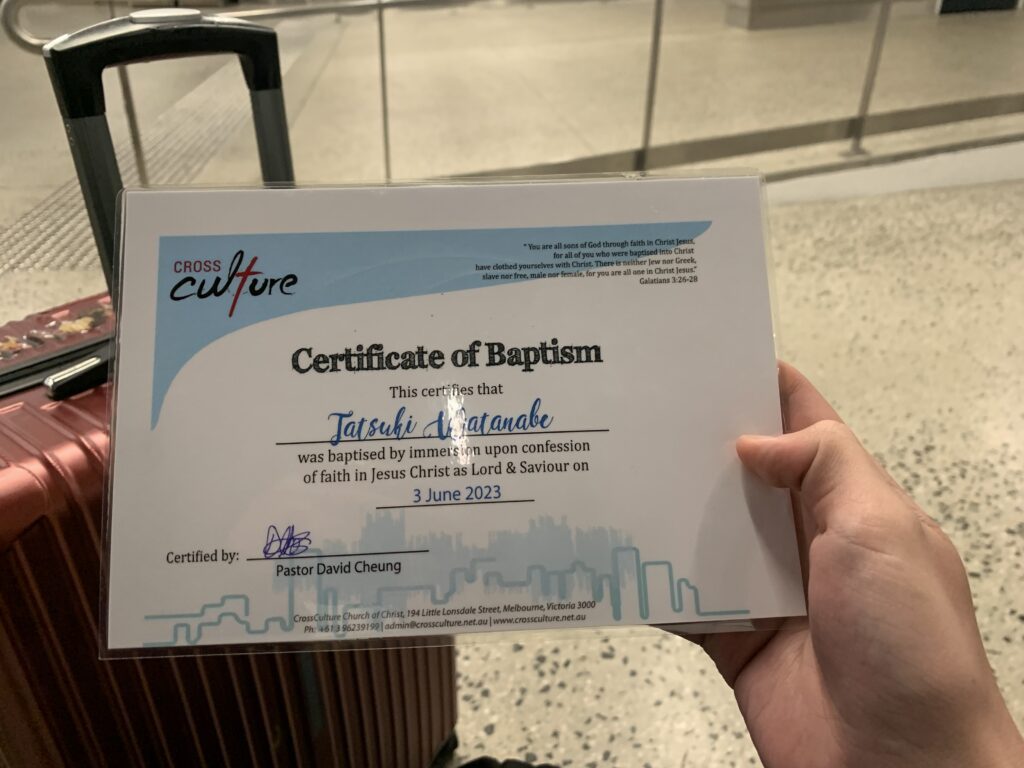 CROSS
culture
" You are all sons of God through faith in Christ Jesus,
for all of you who were baptised into Christ
have clothed yourselves with Christ. There is neither Jew nor Greek,
slave nor free, male nor female, for you are all one in Christ Jesus."
Galatians 3:26-28
Certificate of Baptism
This certifies that
Tatsuki Watanabe
was baptised by immersion upon confession
of faith in Jesus Christ as Lord & Saviour on
3 June 2023
Certified by:
Pastor David Cheung
CrossCulture Church of Christ, 194 Little Lonsdale Street, Melbourne, Victoria 3000
Ph: +61 3 96239199 | admin@crossculture.net.au | www.crossculture.net.au